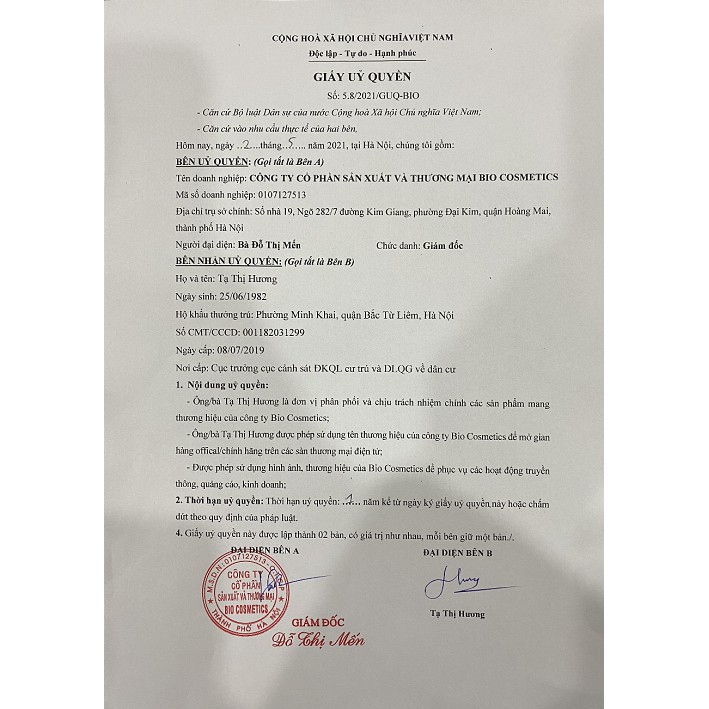 CỘNG HOÀ XÃ HỘI CHỦ NGHĨAVIỆT NAM
Độc lập - Tự do - Hạnh phúc
GIẤY UỶ QUYỀN
Số: 5.8/2021/GUQ-BIO
- Căn cứ Bộ luật Dân sự của nước Cộng hoà Xã hội Chủ nghĩa Việt Nam;
- Căn cứ vào nhu cầu thực tế của hai bên,
Hôm nay, ngày ..2....tháng..5.... năm 2021, tại Hà Nội, chúng tôi gồm:
BÊN UỶ QUYỀN: (Gọi tắt là Bên A)
Tên doanh nghiệp: CÔNG TY CỔ PHẦN SẢN XUẤT VÀ THƯƠNG MẠI BIO COSMETICS
Mã số doanh nghiệp: 0107127513
Địa chỉ trụ sở chính: Số nhà 19, Ngõ 282/7 đường Kim Giang, phường Đại Kim, quận Hoàng Mai,
thành phố Hà Nội
Người đại diện: Bà Đỗ Thị Mến Chức danh: Giám đốc
BÊN NHẬN UỶ QUYỀN: (Gọi tắt là Bên B)
Họ và tên: Tạ Thị Hương
Ngày sinh: 25/06/1982
Hộ khẩu thường trú: Phường Minh Khai, quận Bắc Từ Liêm, Hà Nội
Số CMT/CCCD: 001182031299
Ngày cấp: 08/07/2019
Nơi cấp: Cục trưởng cục cảnh sát ĐKQL cư trú và DLQG về dân cư
1. Nội dung uỷ quyền:
- Ông/bà Tạ Thị Hương là đơn vị phân phối và chịu trách nhiệm chính các sản phẩm mang
thương hiệu của công ty Bio Cosmetics;
- Ông/bà Tạ Thị Hương được phép sử dụng tên thương hiệu của công ty Bio Cosmetics để mở gian
hàng offical/chính hãng trên các sàn thương mại điện tử;
- Được phép sử dụng hình ảnh, thương hiệu của Bio Cosmetics để phục vụ các hoạt động truyền
thông, quảng cáo, kinh doanh;
2. Thời hạn uỷ quyền: Thời hạn uỷ quyền: .1... năm kể từ ngày ký giấy uỷ quyền này hoặc chấm
dứt theo quy định của pháp luật.
4. Giấy uỷ quyền này được lập thành 02 bản, có giá trị như nhau, mỗi bên giữ một bản./.
ĐẠI DIỆN BÊN A ĐẠI DIỆN BÊN B
M.S.D.N: 0107127513
CÔNG TY
CỔ PHẦN
SẢN XUẤT VÀ THƯƠNG MẠI
BIO COSMETICS
THÀNH PHỐ HÀ NỘI
Tạ Thị Hương
GIÁM ĐỐC
Đỗ Thị Mến